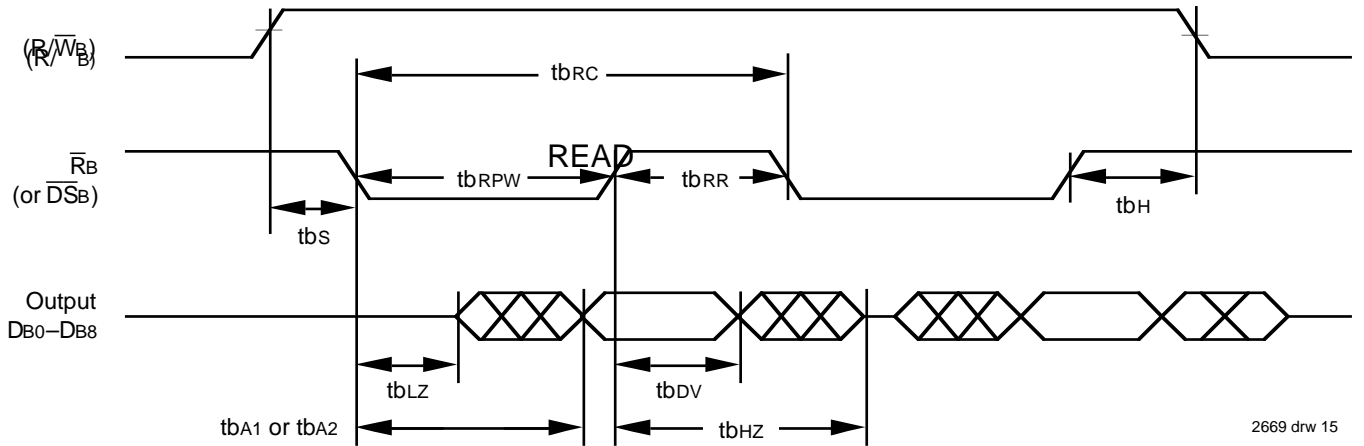 (R/W̅B)
(R/ B)
tbRC
READ
R̅B
(or D̅S̅B)
tbRPW
tbRR
tbS
tbH
Output
DB0–DB8
tbLZ
tbDV
tbA1 or tbA2
tbHZ
2669 drw 15